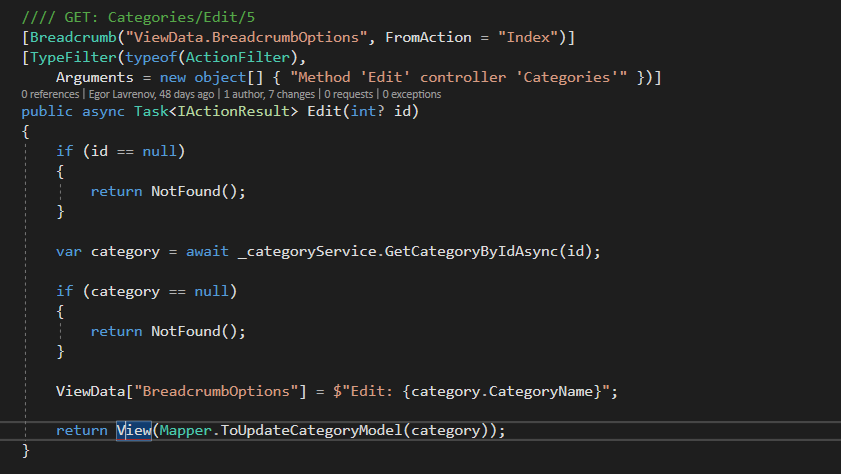 //// GET: Categories/Edit/5
[Breadcrumb("ViewData.BreadcrumbOptions", FromAction = "Index")]
[TypeFilter(typeof(ActionFilter),
    Arguments = new object[] { "Method 'Edit' controller 'Categories'" })]
0 references | Egor Lavrenov, 48 days ago | 1 author, 7 changes | 0 requests | 0 exceptions
public async Task<IActionResult> Edit(int? id)
{
    if (id == null)
    {
        return NotFound();
    }
    var category = await _categoryService.GetCategoryByIdAsync(id);
    if (category == null)
    {
        return NotFound();
    }
    ViewData["BreadcrumbOptions"] = $"Edit: {category.CategoryName}";
    return View(Mapper.ToUpdateCategoryModel(category));
}